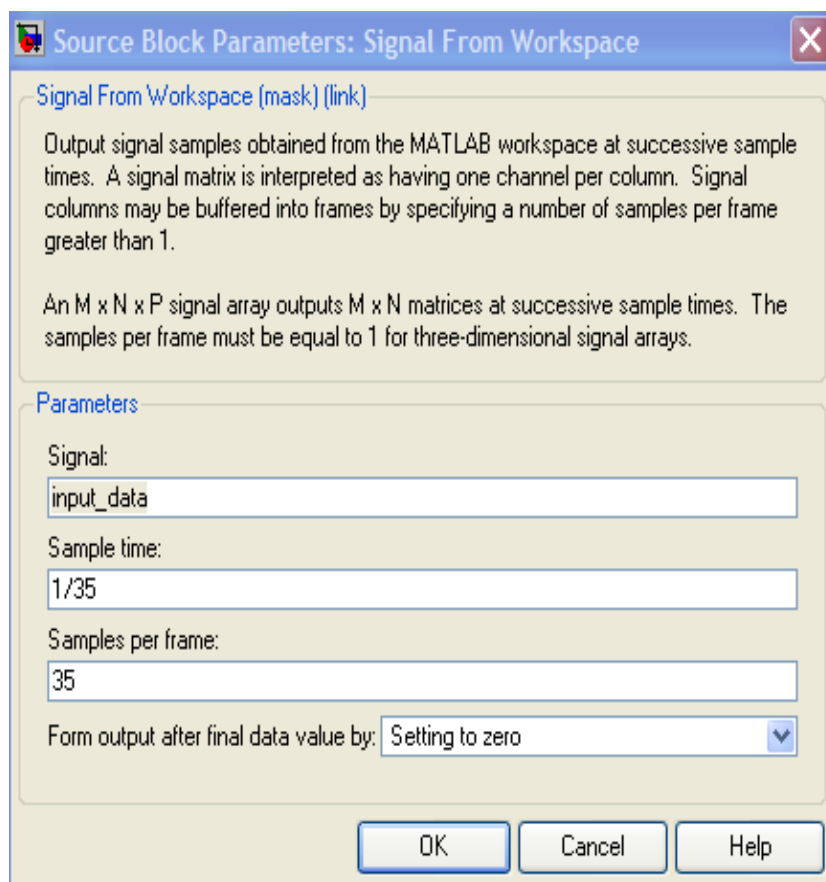 Source Block Parameters: Signal From Workspace
Signal From Workspace (mask) (link)
Output signal samples obtained from the MATLAB workspace at successive sample
times.  A signal matrix is interpreted as having one channel per column.  Signal
columns may be buffered into frames by specifying a number of samples per frame
greater than 1.
An M x N x P signal array outputs M x N matrices at successive sample times.  The
samples per frame must be equal to 1 for three-dimensional signal arrays.
Parameters
Signal:
input_data
Sample time:
1/35
Samples per frame:
35
Form output after final data value by: Setting to zero
OK Cancel Help